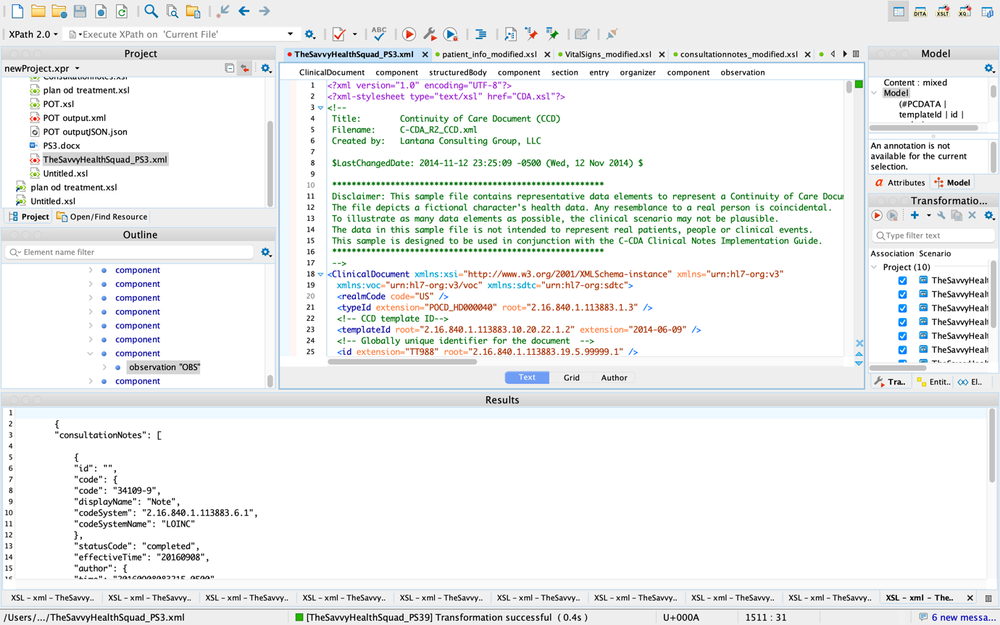 DITA
XSLT
XQ
XPath 2.0
Execute XPath on 'Current File'
ABC
Project
newProject.xpr
Consultationnotes.xsl
plan od treatment.xsl
POT.xsl
POT output.xml
POT outputJSON.json
PS3.docx
TheSavvyHealthSquad_PS3.xml
Untitled.xsl
plan od treatment.xsl
Untitled.xsl
Project
Open/Find Resource
Outline
Element name filter
component
component
component
component
component
component
component
observation "OBS"
component
TheSavvyHealthSquad_PS3.xml
patient_info_modified.xsl
VitalSigns_modified.xsl
consultationnotes_modified.xsl
ClinicalDocument component structuredBody component section entry organizer component observation
1 <?xml version="1.0" encoding="UTF-8"?>
2 <?xml-stylesheet type="text/xsl" href="CDA.xsl"?>
3 <!--
4 Title: Continuity of Care Document (CCD)
5 Filename: C-CDA_R2_CCD.xml
6 Created by: Lantana Consulting Group, LLC
7
8 $LastChangedDate: 2014-11-12 23:25:09 -0500 (Wed, 12 Nov 2014) $
9
10 ********************************************************
11 Disclaimer: This sample file contains representative data elements to represent a Continuity of Care Docu
12 The file depicts a fictional character's health data. Any resemblance to a real person is coincidental.
13 To illustrate as many data elements as possible, the clinical scenario may not be plausible.
14 The data in this sample file is not intended to represent real patients, people or clinical events.
15 This sample is designed to be used in conjunction with the C-CDA Clinical Notes Implementation Guide.
16 ********************************************************
17 -->
18 <ClinicalDocument xmlns:xsi="http://www.w3.org/2001/XMLSchema-instance" xmlns="urn:hl7-org:v3"
19 xmlns:voc="urn:hl7-org:v3/voc" xmlns:sdtc="urn:hl7-org:sdtc">
20 <realmCode code="US" />
21 <typeId extension="POCD_HD000040" root="2.16.840.1.113883.1.3" />
22 <!-- CCD template ID-->
23 <templateId root="2.16.840.1.113883.10.20.22.1.2" extension="2014-06-09" />
24 <!-- Globally unique identifier for the document -->
25 <id extension="TT988" root="2.16.840.1.113883.19.5.99999.1" />
Text Grid Author
Model
Content : mixed
Model
(#PCDATA |
templateId | id |
An annotation is not
available for the current
selection.
a Attributes
Model
Transformatio...
Type filter text
Association Scenario
Project (10)
TheSavvyHealt
TheSavvyHealt
TheSavvyHealt
TheSavvyHealt
TheSavvyHealt
TheSavvyHealt
TheSavvyHealt
Tra.. Entit.. El..
Results
1
2 {
3 "consultationNotes": [
4
5 {
6 "id": "",
7 "code": {
8 "code": "34109-9",
9 "displayName": "Note",
10 "codeSystem": "2.16.840.1.113883.6.1",
11 "codeSystemName": "LOINC"
12 },
13 "statusCode": "completed",
14 "effectiveTime": "20160908",
15 "author": {
16 "time": "20160908083215-0500"
XSL – xml – TheSavvy.. XSL – xml – TheSavvy.. XSL – xml – TheSavvy.. XSL – xml – TheSavvy.. XSL – xml – TheSavvy.. XSL – xml – TheSavvy.. XSL – xml – TheSavvy.. XSL – xml – TheSavvy.. XSL – xml – TheSavvy.. XSL – xml – The..
/Users/.../TheSavvyHealthSquad_PS3.xml
[TheSavvyHealthSquad_PS39] Transformation successful ( 0.4s )
U+000A
1511 : 31
6 new messa...